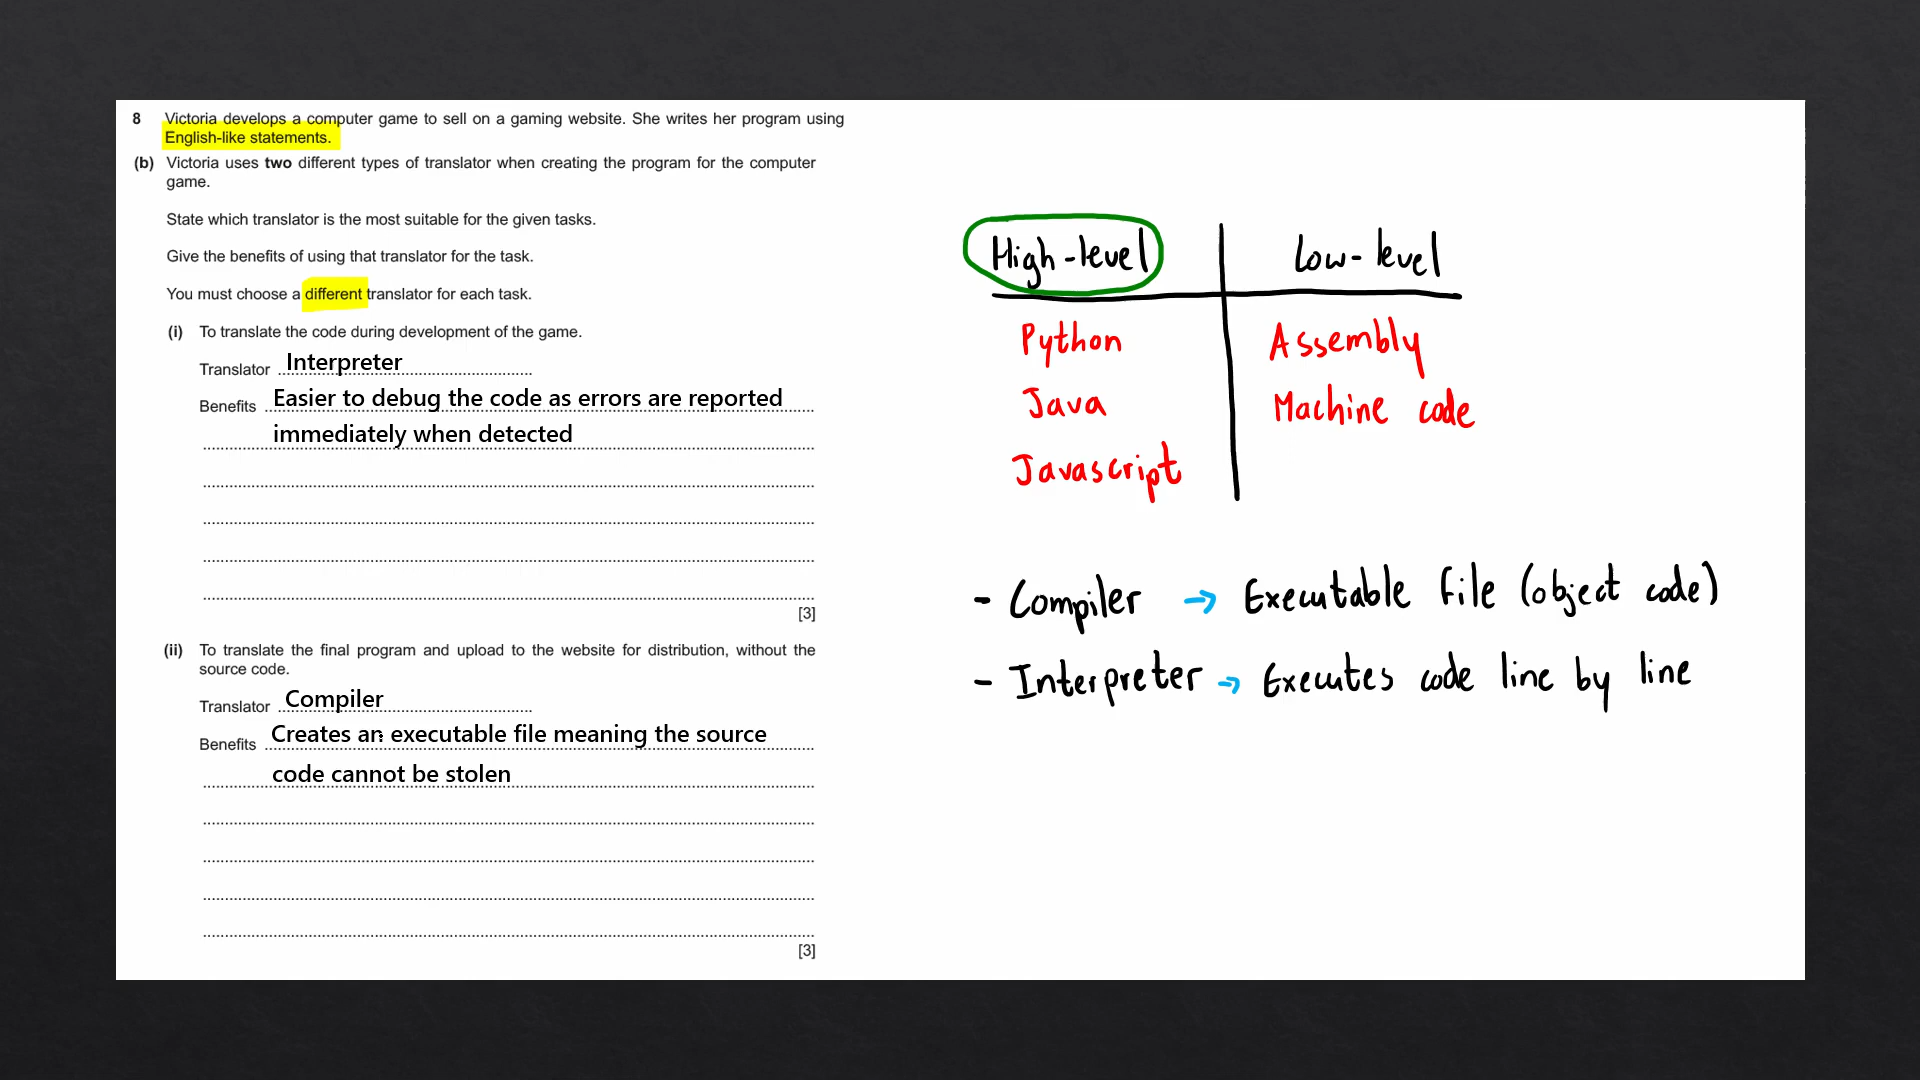 8 Victoria develops a computer game to sell on a gaming website. She writes her program using
English-like statements.
(b) Victoria uses two different types of translator when creating the program for the computer
game.
State which translator is the most suitable for the given tasks.
Give the benefits of using that translator for the task.
You must choose a different translator for each task.
(i) To translate the code during development of the game.
Translator Interpreter
Benefits Easier to debug the code as errors are reported
immediately when detected
[3]
(ii) To translate the final program and upload to the website for distribution, without the
source code.
Translator Compiler
Benefits Creates an executable file meaning the source
code cannot be stolen
[3]
High-level Low-level
Python Assembly
Java Machine code
Javascript
- Compiler → Executable file (object code)
- Interpreter → Executes code line by line